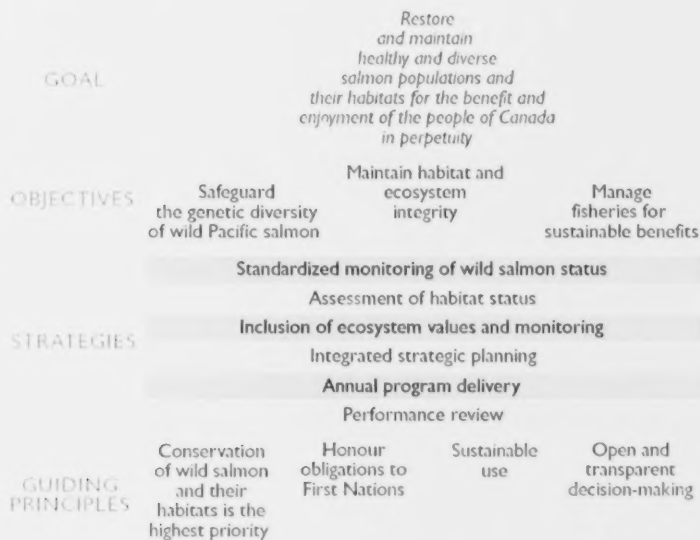 GOAL
Restore
and maintain
healthy and diverse
salmon populations and
their habitats for the benefit and
enjoyment of the people of Canada
in perpetuity
OBJECTIVES
Safeguard
the genetic diversity
of wild Pacific salmon
Maintain habitat and
ecosystem
integrity
Manage
fisheries for
sustainable benefits
STRATEGIES
Standardized monitoring of wild salmon status
Assessment of habitat status
Inclusion of ecosystem values and monitoring
Integrated strategic planning
Annual program delivery
Performance review
GUIDING
PRINCIPLES
Conservation
of wild salmon
and their
habitats is the
highest priority
Honour
obligations to
First Nations
Sustainable
use
Open and
transparent
decision-making